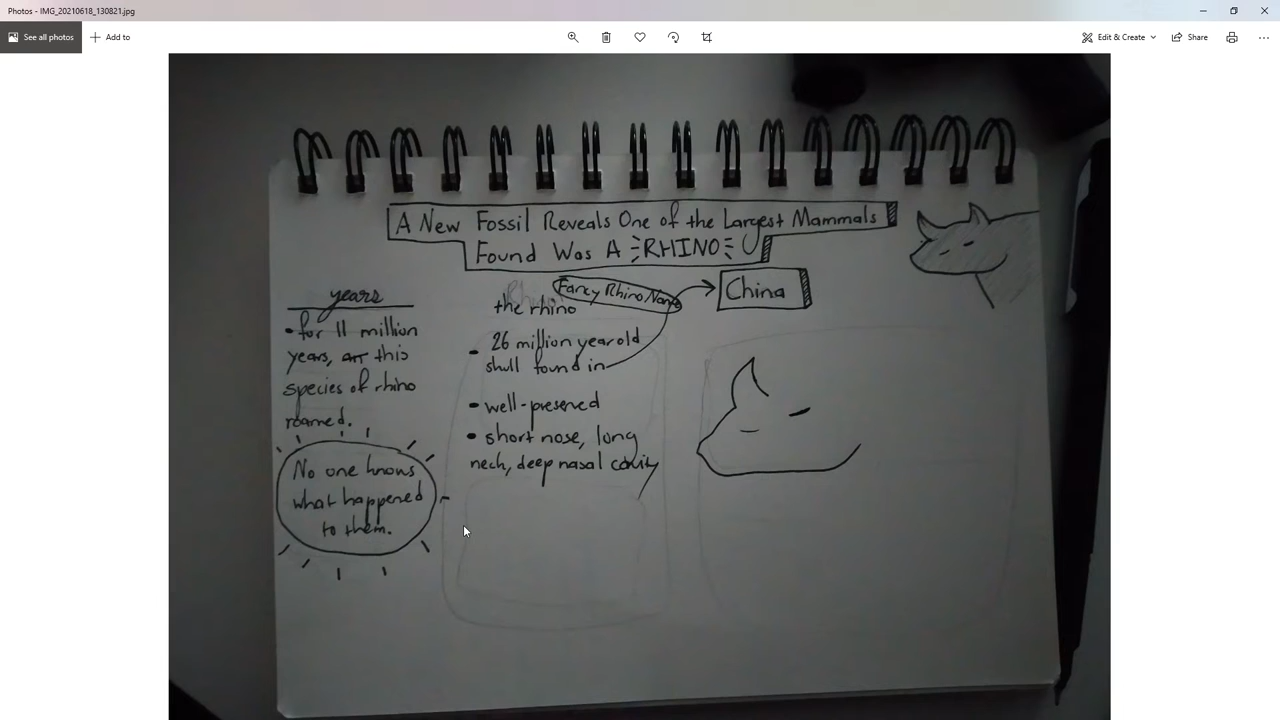 Photos - IMG_20210618_130821.jpg
See all photos
Add to
Edit & Create
Share
A New Fossil Reveals One of the Largest Mammals
Found Was A RHINO
years
• for 11 million
years, this
species of rhino
roamed.
No one knows
what happened
to them.
Fancy Rhino Name
the rhino
- 26 million year old
skull found in
- well-preserved
• short nose, long
neck, deep nasal cavity
China